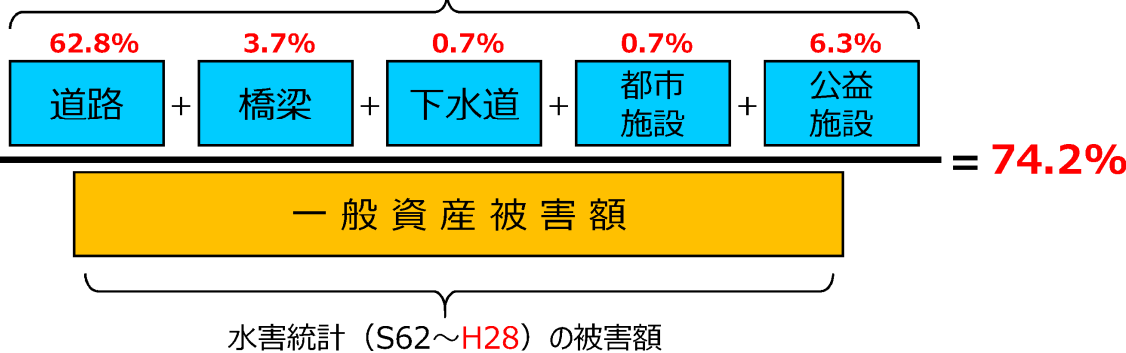 62.8% 3.7% 0.7% 0.7% 6.3%
道路 + 橋梁 + 下水道 + 都市施設 + 公益施設
= 74.2%
一般資産被害額
水害統計（S62～H28）の被害額